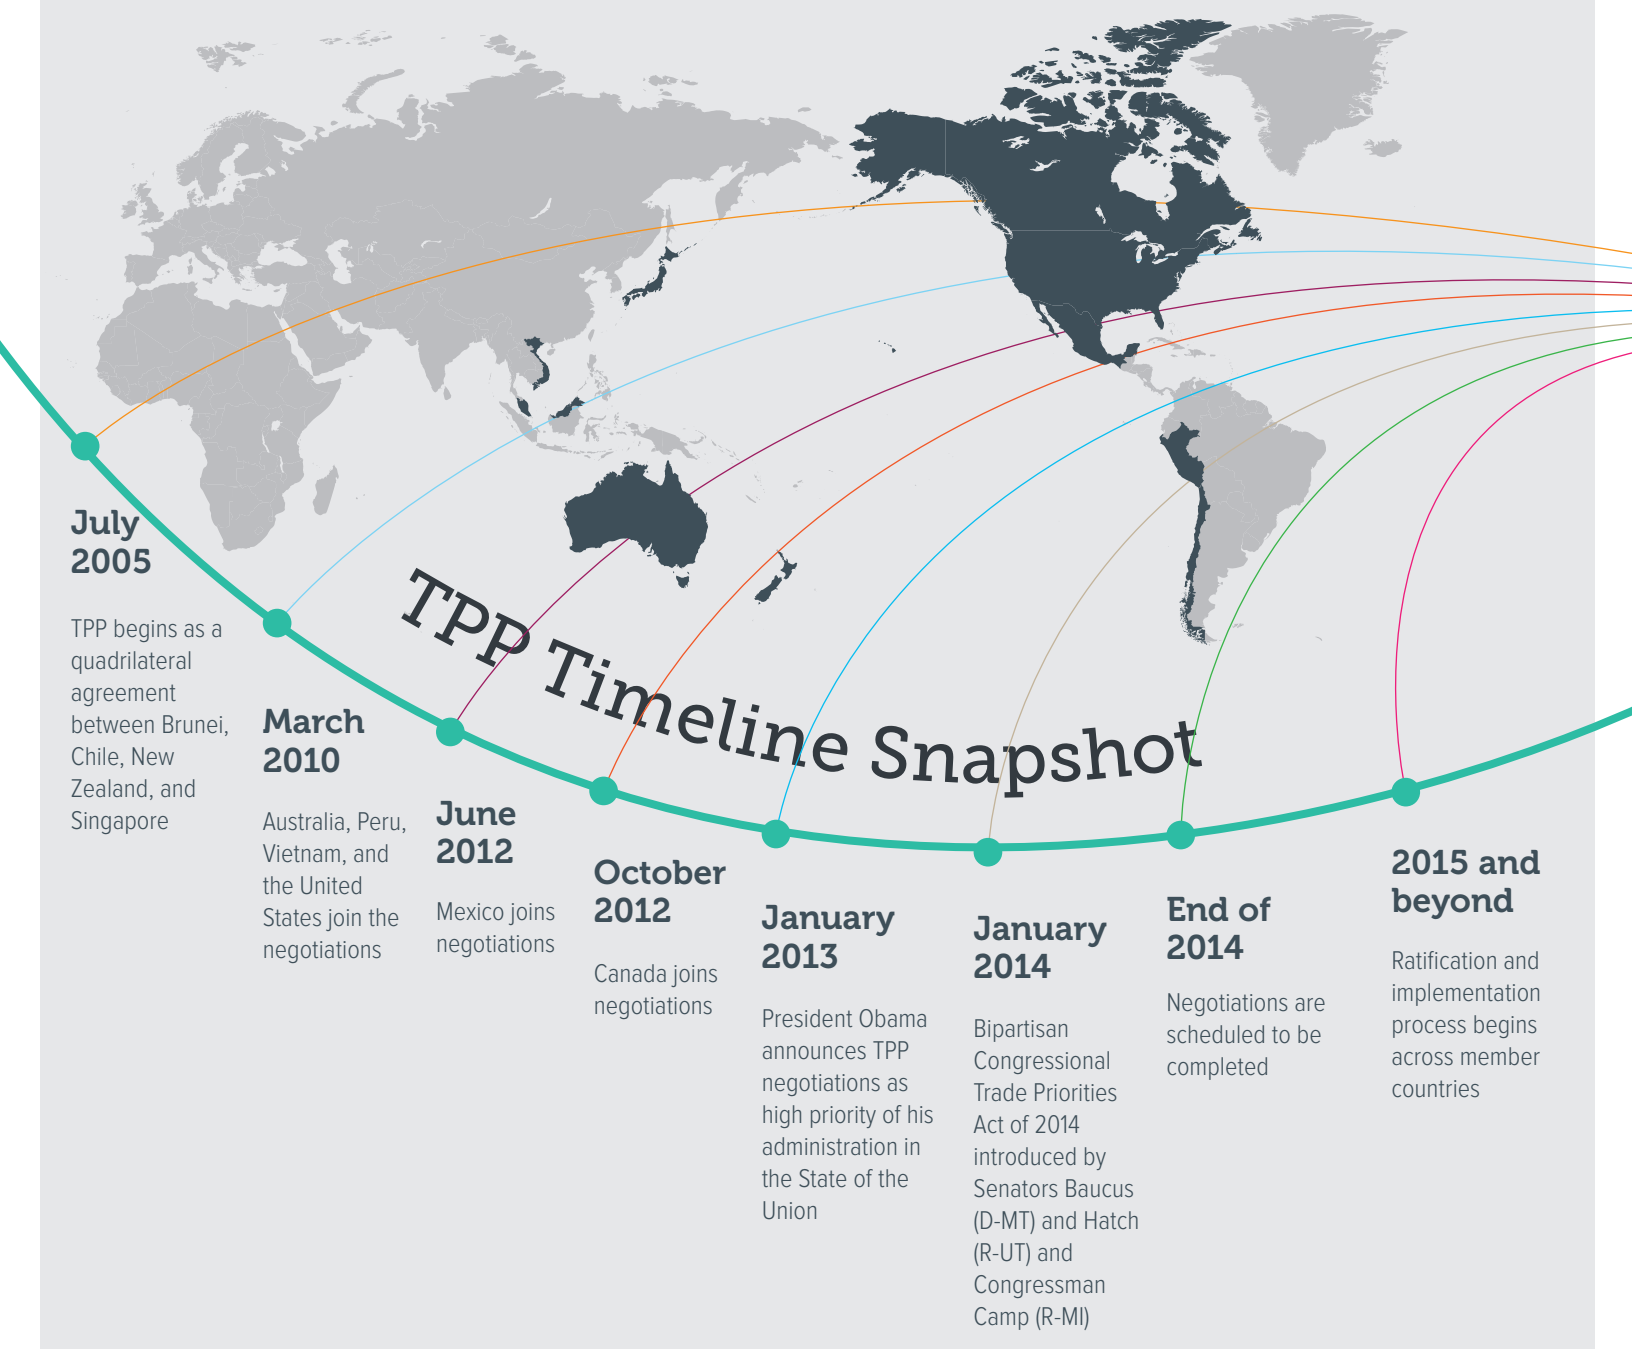 TPP Timeline Snapshot
July
2005
TPP begins as a
quadrilateral
agreement
between Brunei,
Chile, New
Zealand, and
Singapore
March
2010
Australia, Peru,
Vietnam, and
the United
States join the
negotiations
June
2012
Mexico joins
negotiations
October
2012
Canada joins
negotiations
January
2013
President Obama
announces TPP
negotiations as
high priority of his
administration in
the State of the
Union
January
2014
Bipartisan
Congressional
Trade Priorities
Act of 2014
introduced by
Senators Baucus
(D-MT) and Hatch
(R-UT) and
Congressman
Camp (R-MI)
End of
2014
Negotiations are
scheduled to be
completed
2015 and
beyond
Ratification and
implementation
process begins
across member
countries